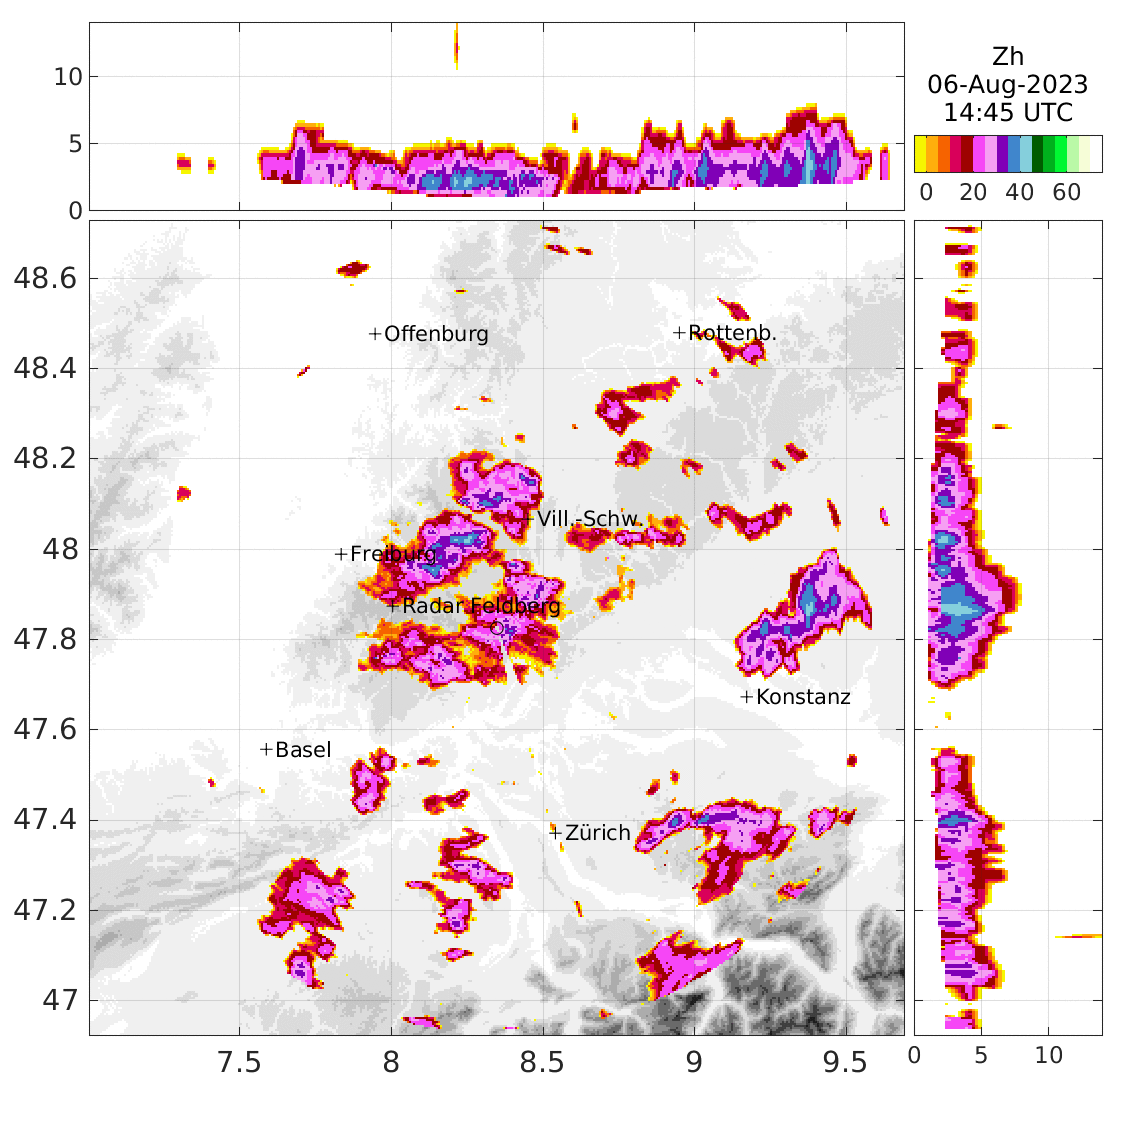 10
5
0
Zh
06-Aug-2023
14:45 UTC
0 20 40 60
48.6
48.4
48.2
48
47.8
47.6
47.4
47.2
47
+Offenburg
+Rottenb.
+Vill.-Schw.
+Freiburg
+Radar Feldberg
+Konstanz
+Basel
+Zürich
7.5 8 8.5 9 9.5
0 5 10